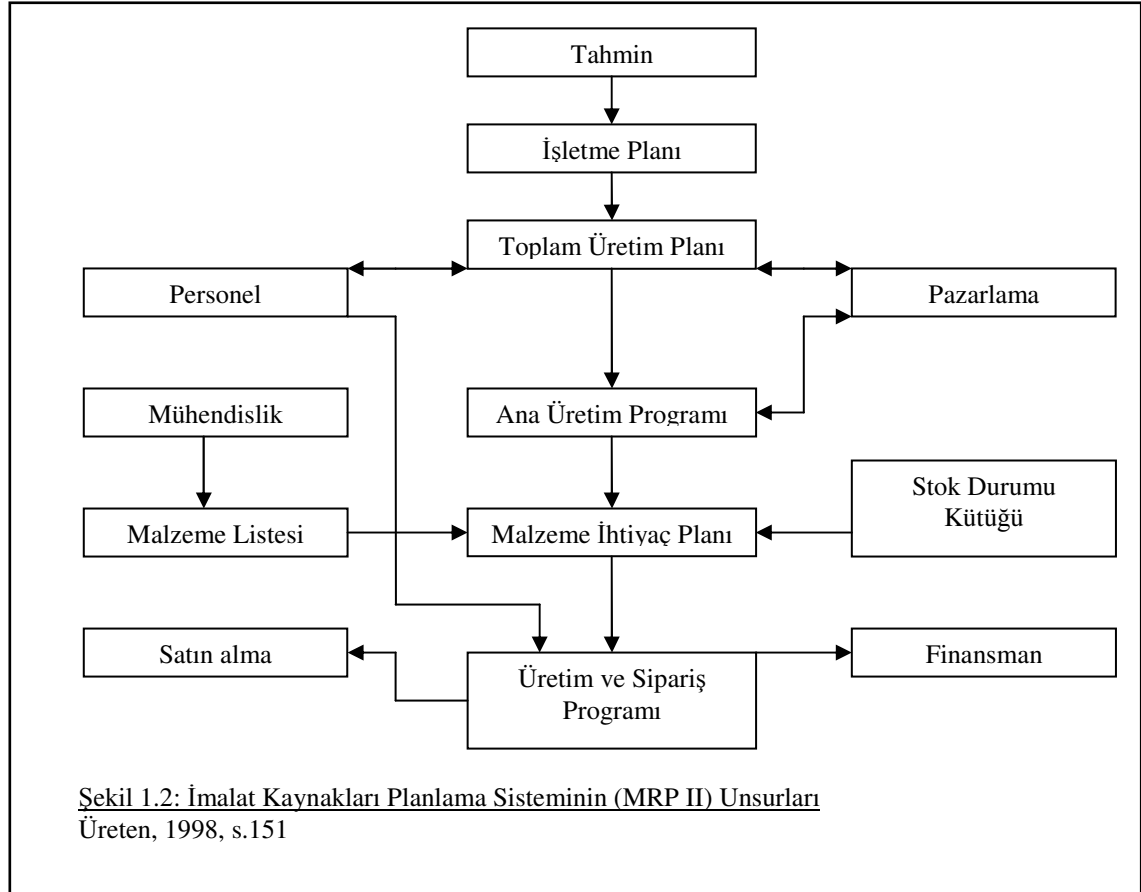 Tahmin
İşletme Planı
Toplam Üretim Planı
Personel
Pazarlama
Mühendislik
Ana Üretim Programı
Stok Durumu
Kütüğü
Malzeme Listesi
Malzeme İhtiyaç Planı
Satın alma
Üretim ve Sipariş
Programı
Finansman
Şekil 1.2: İmalat Kaynakları Planlama Sisteminin (MRP II) Unsurları
Üreten, 1998, s.151